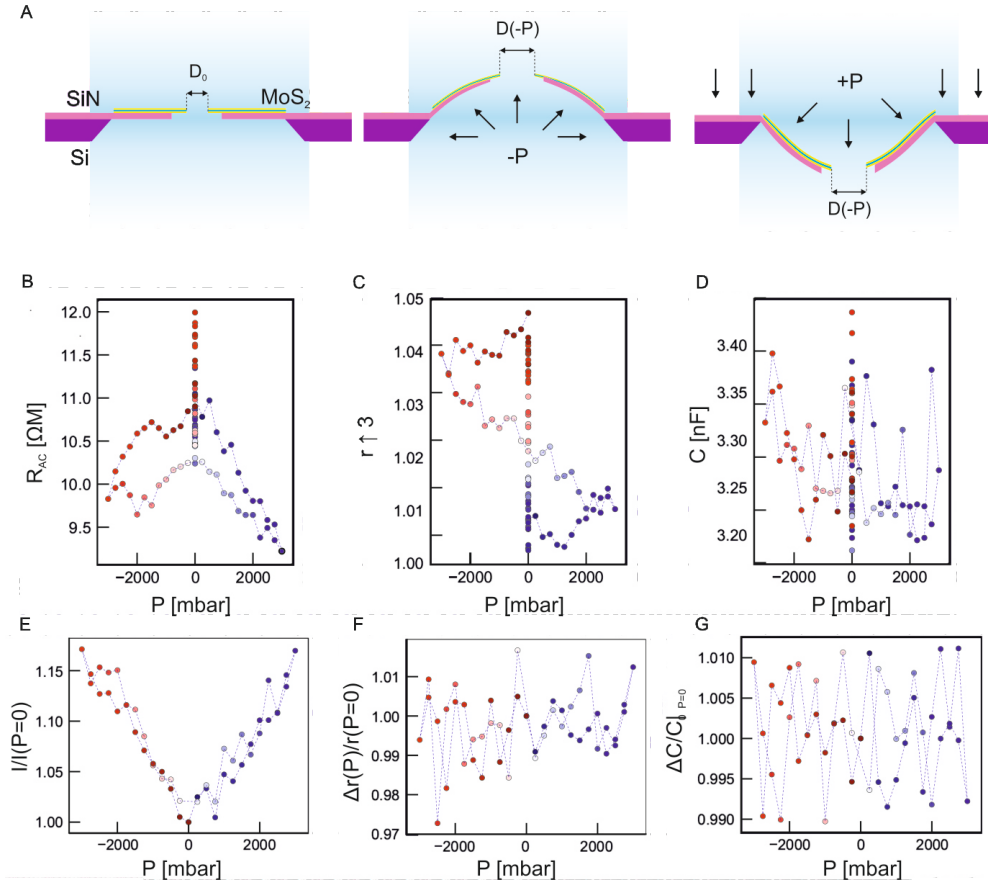 A
D₀
SiN
MoS₂
Si
D(-P)
-P
+P
D(-P)
B
R_AC [ΩM]
12.0
11.5
11.0
10.5
10.0
9.5
−2000 0 2000
P [mbar]
C
r ↑ 3
1.05
1.04
1.03
1.02
1.01
1.00
−2000 0 2000
P [mbar]
D
C [nF]
3.40
3.35
3.30
3.25
3.20
−2000 0 2000
P [mbar]
E
I/I(P=0)
1.15
1.10
1.05
1.00
−2000 0 2000
P [mbar]
F
Δr(P)/r(P=0)
1.01
1.00
0.99
0.98
0.97
−2000 0 2000
P [mbar]
G
1.010
1.005
1.000
0.995
0.990
−2000 0 2000
P [mbar]